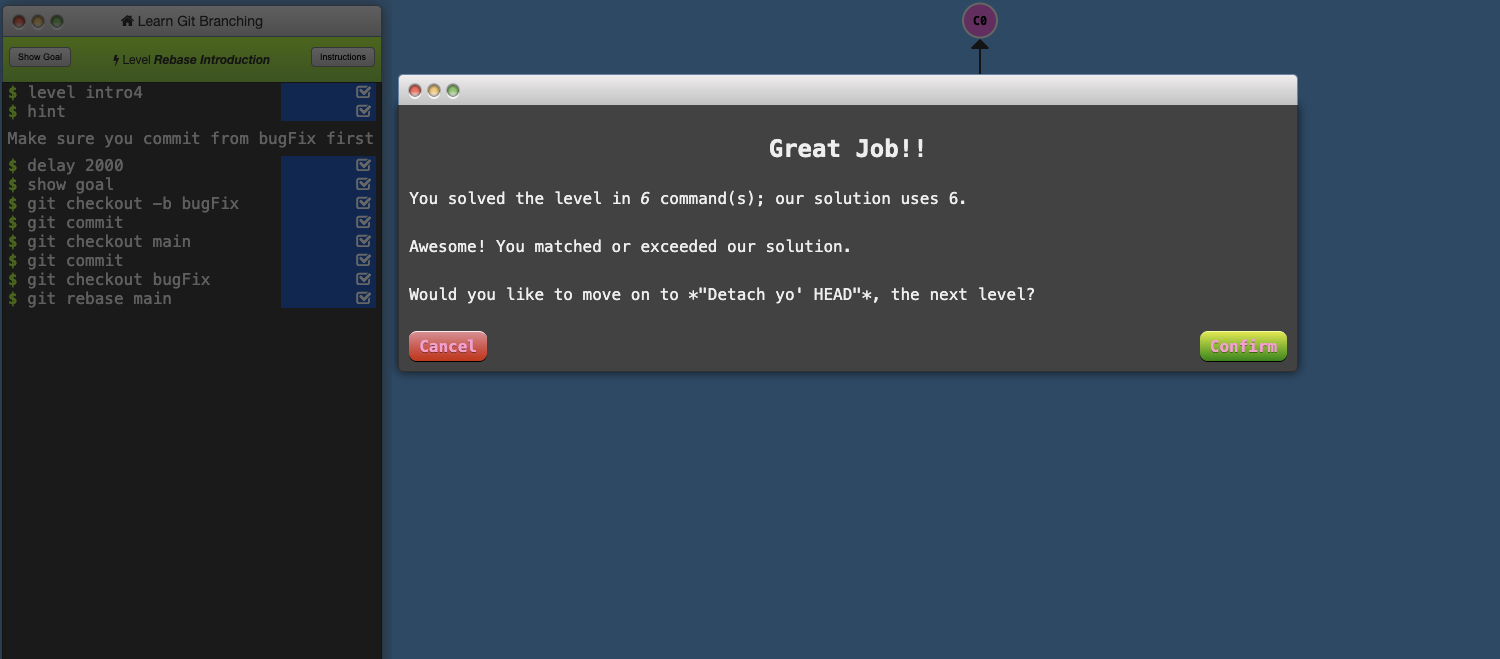 Learn Git Branching
Show Goal
Level Rebase Introduction
Instructions
$ level intro4
$ hint
Make sure you commit from bugFix first
$ delay 2000
$ show goal
$ git checkout -b bugFix
$ git commit
$ git checkout main
$ git commit
$ git checkout bugFix
$ git rebase main
C0
Great Job!!
You solved the level in 6 command(s); our solution uses 6.
Awesome! You matched or exceeded our solution.
Would you like to move on to *"Detach yo' HEAD"*, the next level?
Cancel
Confirm